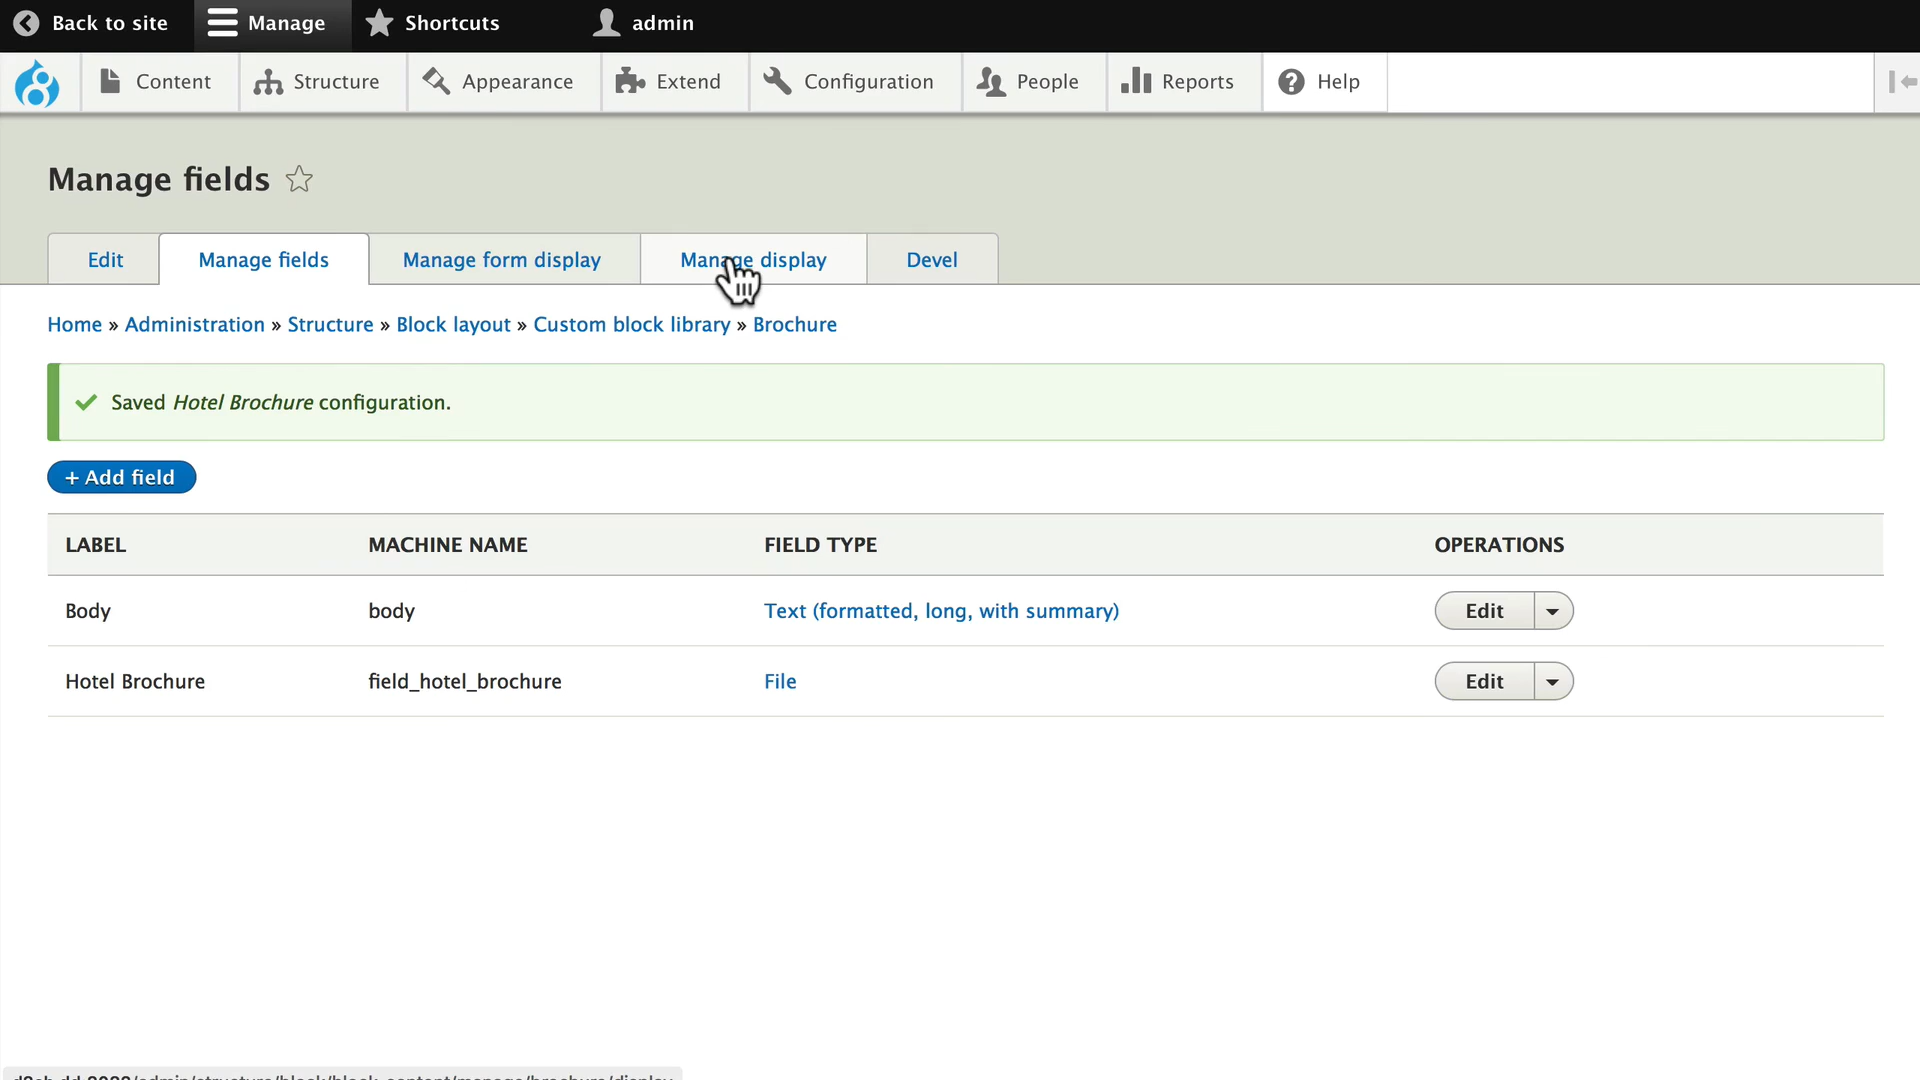 Back to site Manage Shortcuts admin
Content Structure Appearance Extend Configuration People Reports Help
Manage fields
Edit Manage fields Manage form display Manage display Devel
Home » Administration » Structure » Block layout » Custom block library » Brochure
Saved Hotel Brochure configuration.
+ Add field
LABEL MACHINE NAME FIELD TYPE OPERATIONS
Body body Text (formatted, long, with summary) Edit
Hotel Brochure field_hotel_brochure File Edit